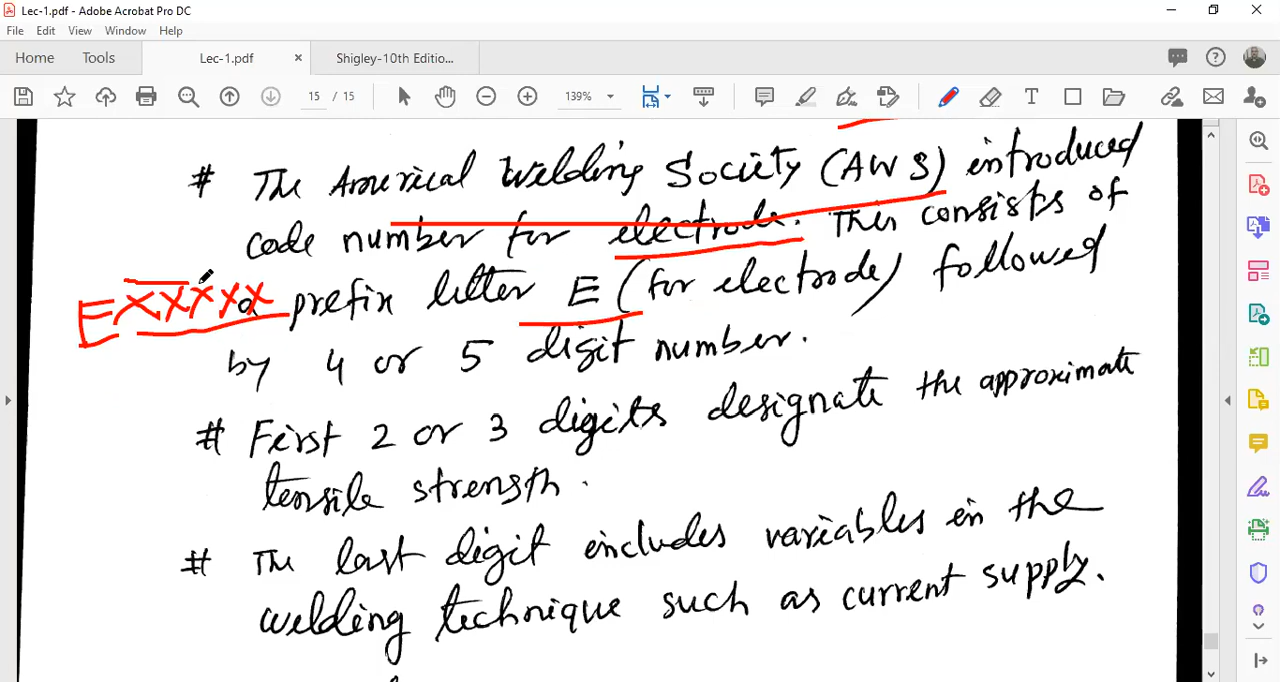 Lec-1.pdf - Adobe Acrobat Pro DC
File Edit View Window Help
Home Tools Lec-1.pdf × Shigley-10th Editio...
15 / 15 139%
# The Americal Welding Society (AWS) introduced
code number for electrode. This consists of
EXXXXX a prefix letter E (for electrode) followed
by 4 or 5 digit number.
# First 2 or 3 digits designate the approximate
tensile strength.
# The last digit includes variables in the
welding technique such as current supply.